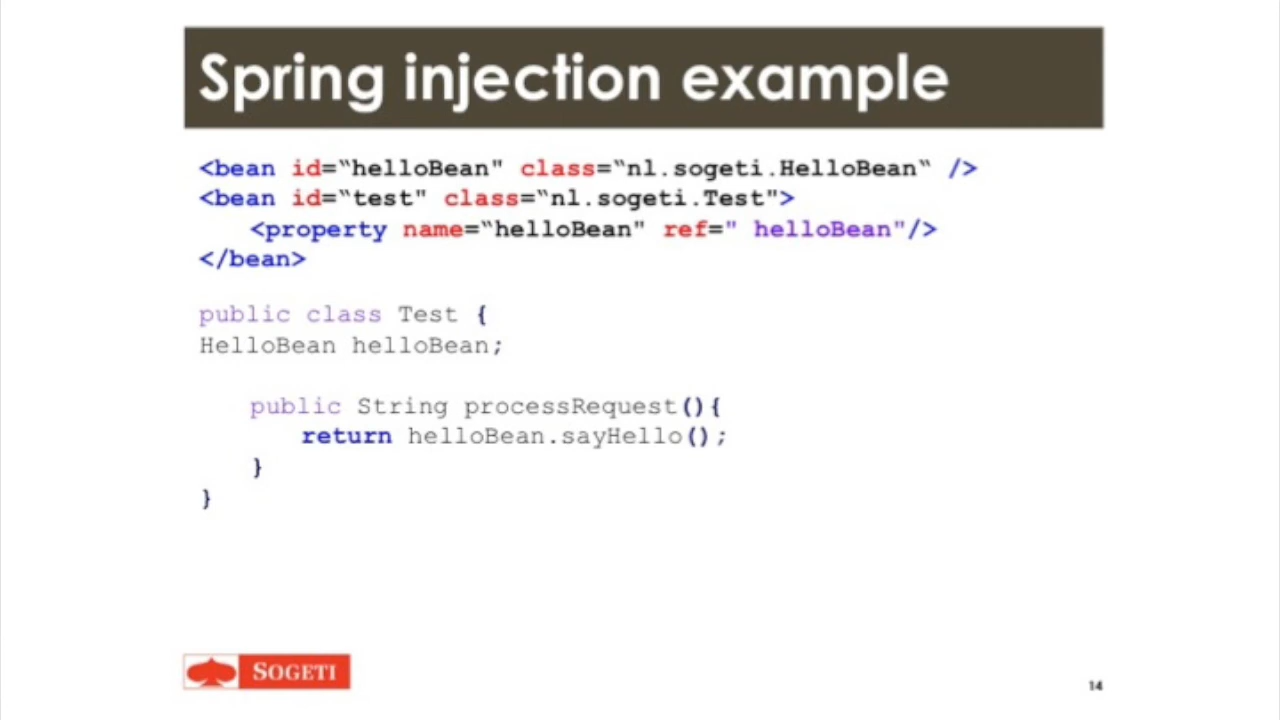 Spring injection example
<bean id=“helloBean" class=“nl.sogeti.HelloBean“ />
<bean id=“test" class=“nl.sogeti.Test">
<property name=“helloBean" ref=" helloBean"/>
</bean>
public class Test {
HelloBean helloBean;
public String processRequest(){
return helloBean.sayHello();
}
}
SOGETI
14